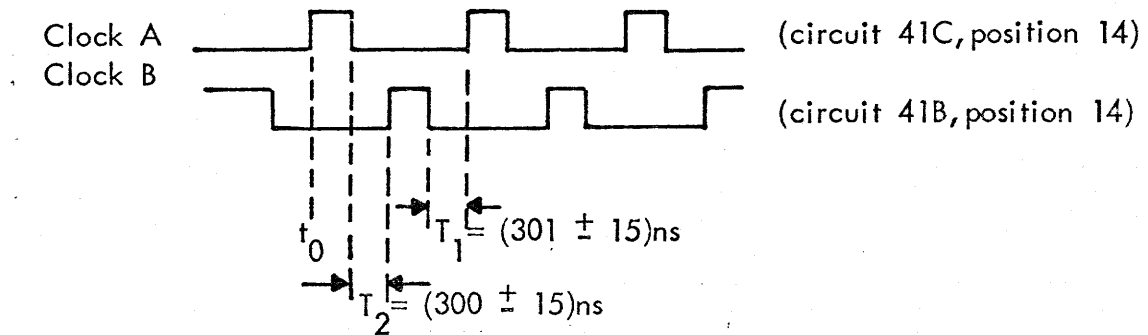 Clock A (circuit 41C, position 14)
Clock B (circuit 41B, position 14)
t0 T1 = (301 ± 15)ns
T2 = (300 ± 15)ns